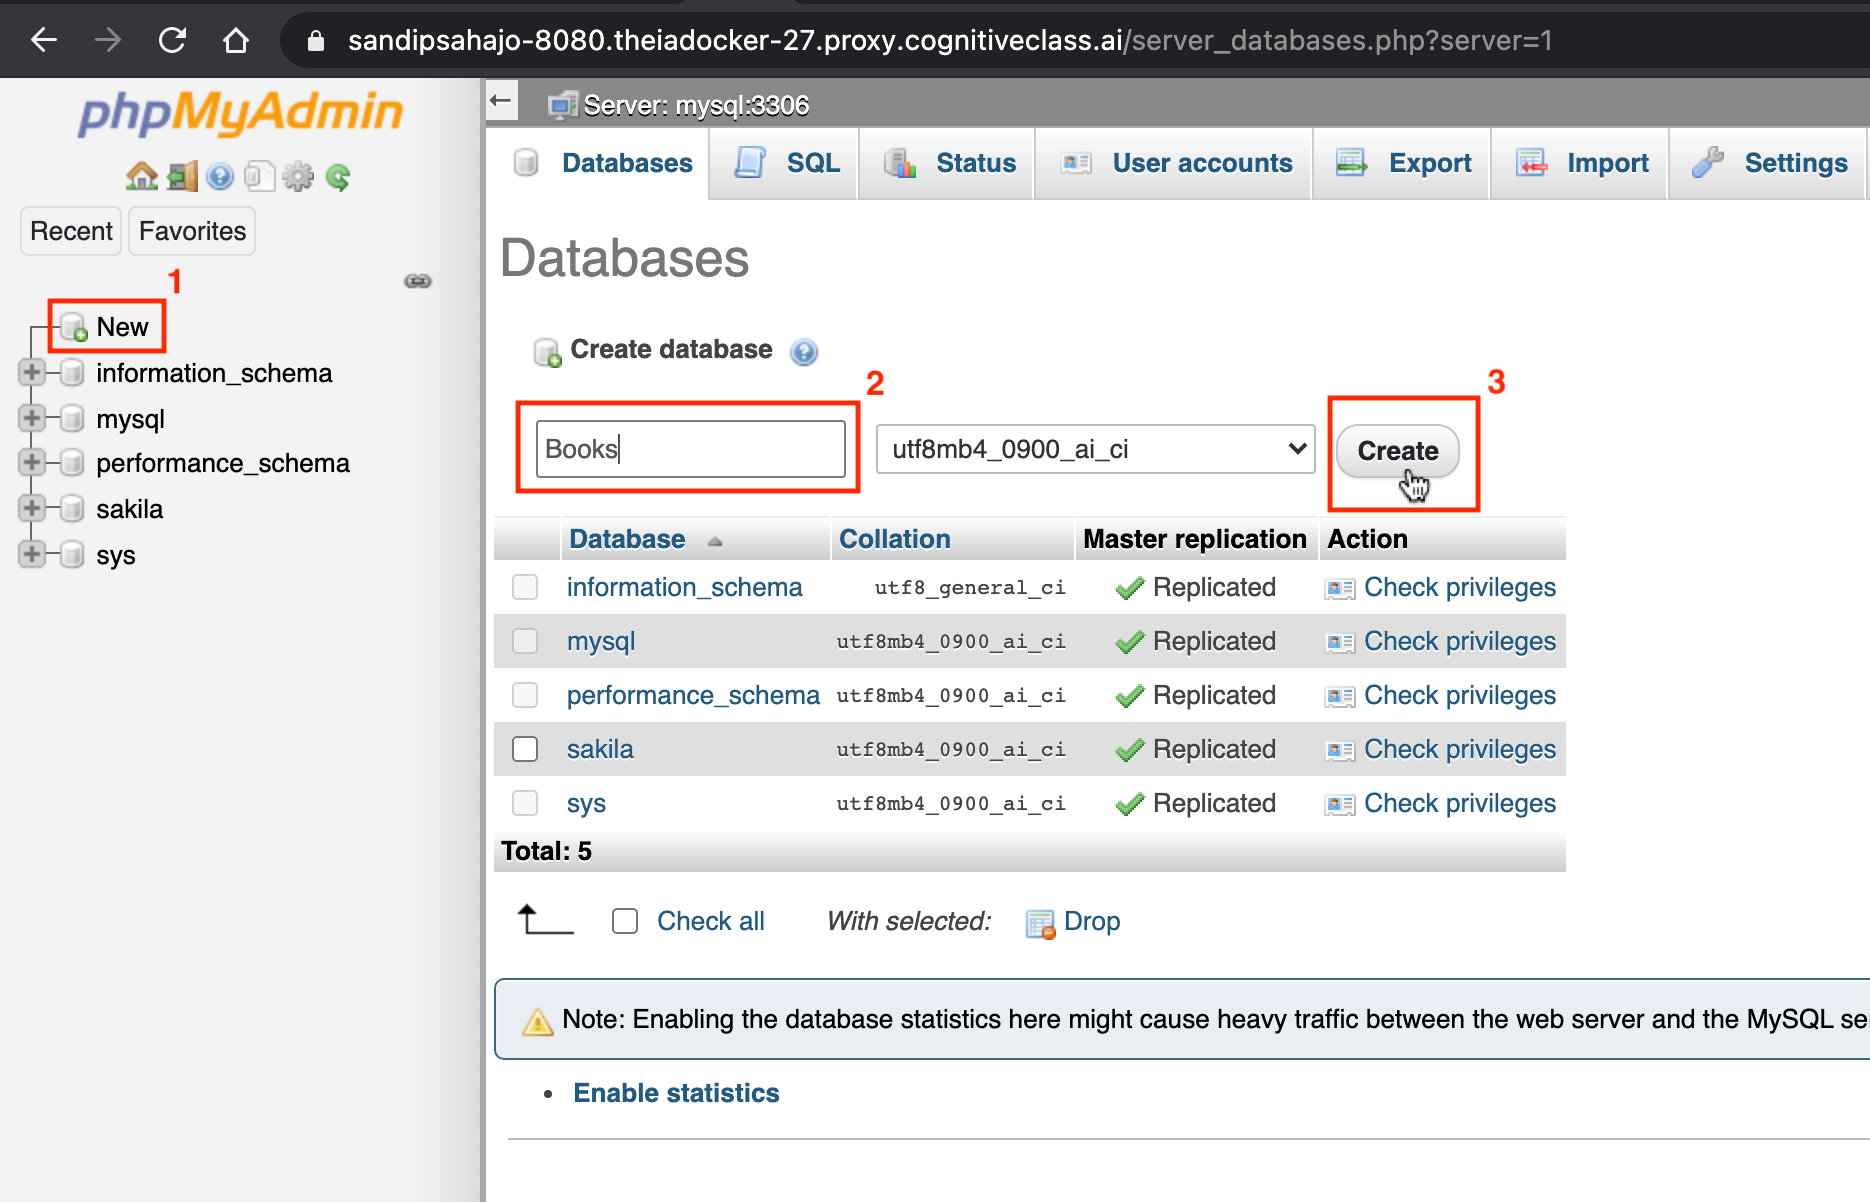 sandipsahajo-8080.theiadocker-27.proxy.cognitiveclass.ai/server_databases.php?server=1
phpMyAdmin
Recent Favorites
1
New
information_schema
mysql
performance_schema
sakila
sys
Server: mysql:3306
Databases SQL Status User accounts Export Import Settings
Databases
Create database
2
3
Books utf8mb4_0900_ai_ci Create
Database Collation Master replication Action
information_schema utf8_general_ci Replicated Check privileges
mysql utf8mb4_0900_ai_ci Replicated Check privileges
performance_schema utf8mb4_0900_ai_ci Replicated Check privileges
sakila utf8mb4_0900_ai_ci Replicated Check privileges
sys utf8mb4_0900_ai_ci Replicated Check privileges
Total: 5
Check all With selected: Drop
Note: Enabling the database statistics here might cause heavy traffic between the web server and the MySQL se
• Enable statistics